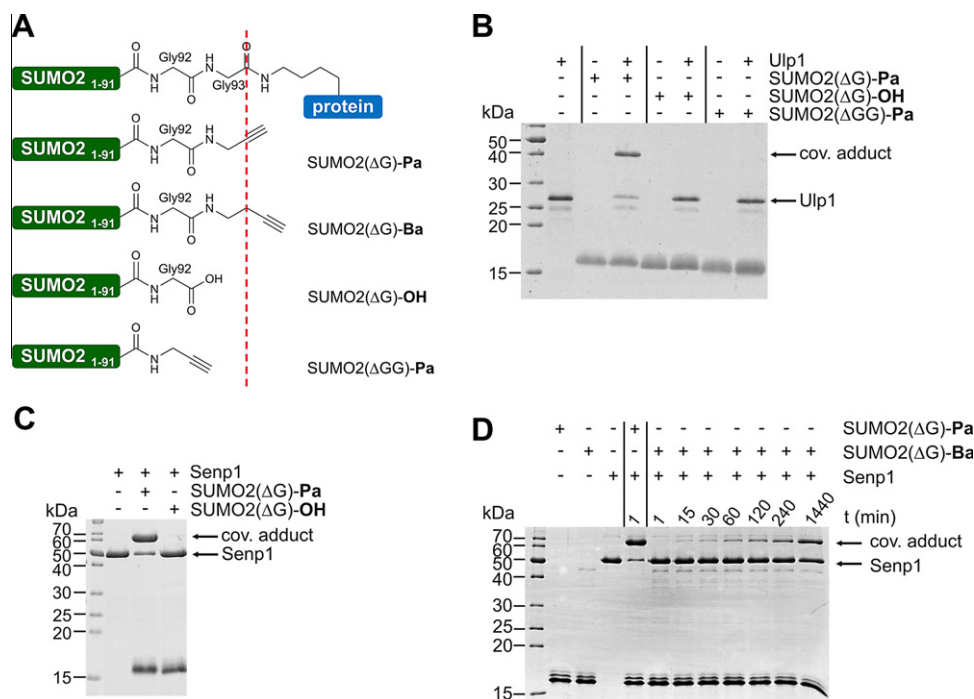 A
O
H
N
Gly92
N
H
O
Gly93
O
N
H
SUMO2 1-91
protein
O
Gly92
N
H
O
H
N
SUMO2 1-91
SUMO2(ΔG)-Pa
O
Gly92
N
H
O
H
N
SUMO2 1-91
SUMO2(ΔG)-Ba
O
Gly92
N
H
O
OH
SUMO2 1-91
SUMO2(ΔG)-OH
O
N
H
SUMO2 1-91
SUMO2(ΔGG)-Pa
B
+ - + - + - + Ulp1
- + + - - - - SUMO2(ΔG)-Pa
- - - + + - - SUMO2(ΔG)-OH
- - - - - + + SUMO2(ΔGG)-Pa
kDa
50
40
30
25
15
cov. adduct
Ulp1
C
+ + + Senp1
- + - SUMO2(ΔG)-Pa
- - + SUMO2(ΔG)-OH
kDa
70
60
50
40
30
25
20
15
cov. adduct
Senp1
D
+ - - + - - - - - - - SUMO2(ΔG)-Pa
- + - - + + + + + + + SUMO2(ΔG)-Ba
- - + + + + + + + + + Senp1
1 1 15 30 60 120 240 1440 t (min)
kDa
70
60
50
40
30
25
20
15
cov. adduct
Senp1